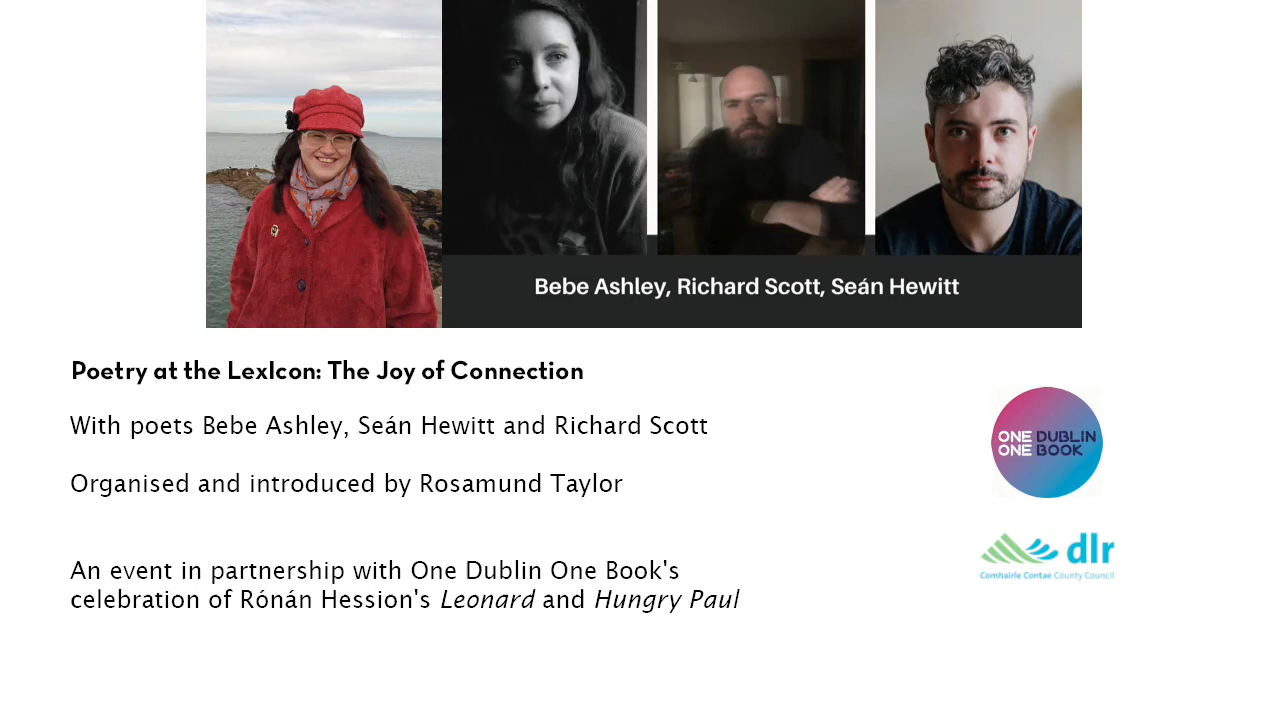 Bebe Ashley, Richard Scott, Seán Hewitt
Poetry at the LexIcon: The Joy of Connection
With poets Bebe Ashley, Seán Hewitt and Richard Scott
Organised and introduced by Rosamund Taylor
An event in partnership with One Dublin One Book's
celebration of Rónán Hession's Leonard and Hungry Paul
ONE DUBLIN
ONE BOOK
dlr
Comhairle Contae County Council